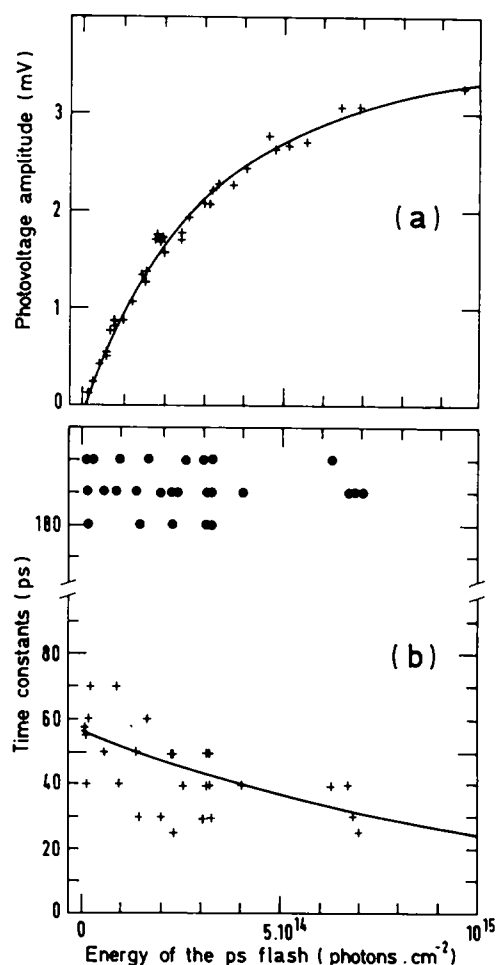 Photovoltage amplitude (mV)
3
2
1
0
(a)
Time constants (ps)
180
80
60
40
20
0
(b)
0
5.10¹⁴
10¹⁵
Energy of the ps flash (photons.cm⁻²)